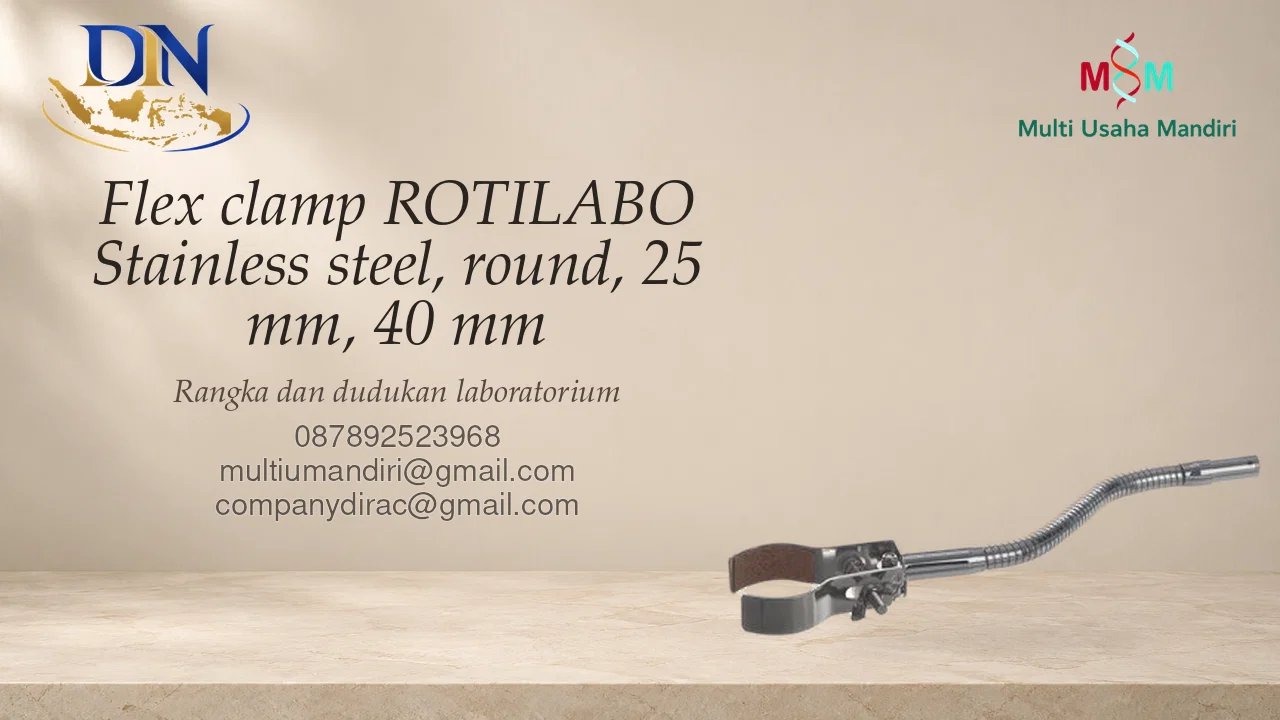 DIN
M M
Multi Usaha Mandiri
Flex clamp ROTILABO
Stainless steel, round, 25
mm, 40 mm
Rangka dan dudukan laboratorium
087892523968
multiumandiri@gmail.com
companydirac@gmail.com